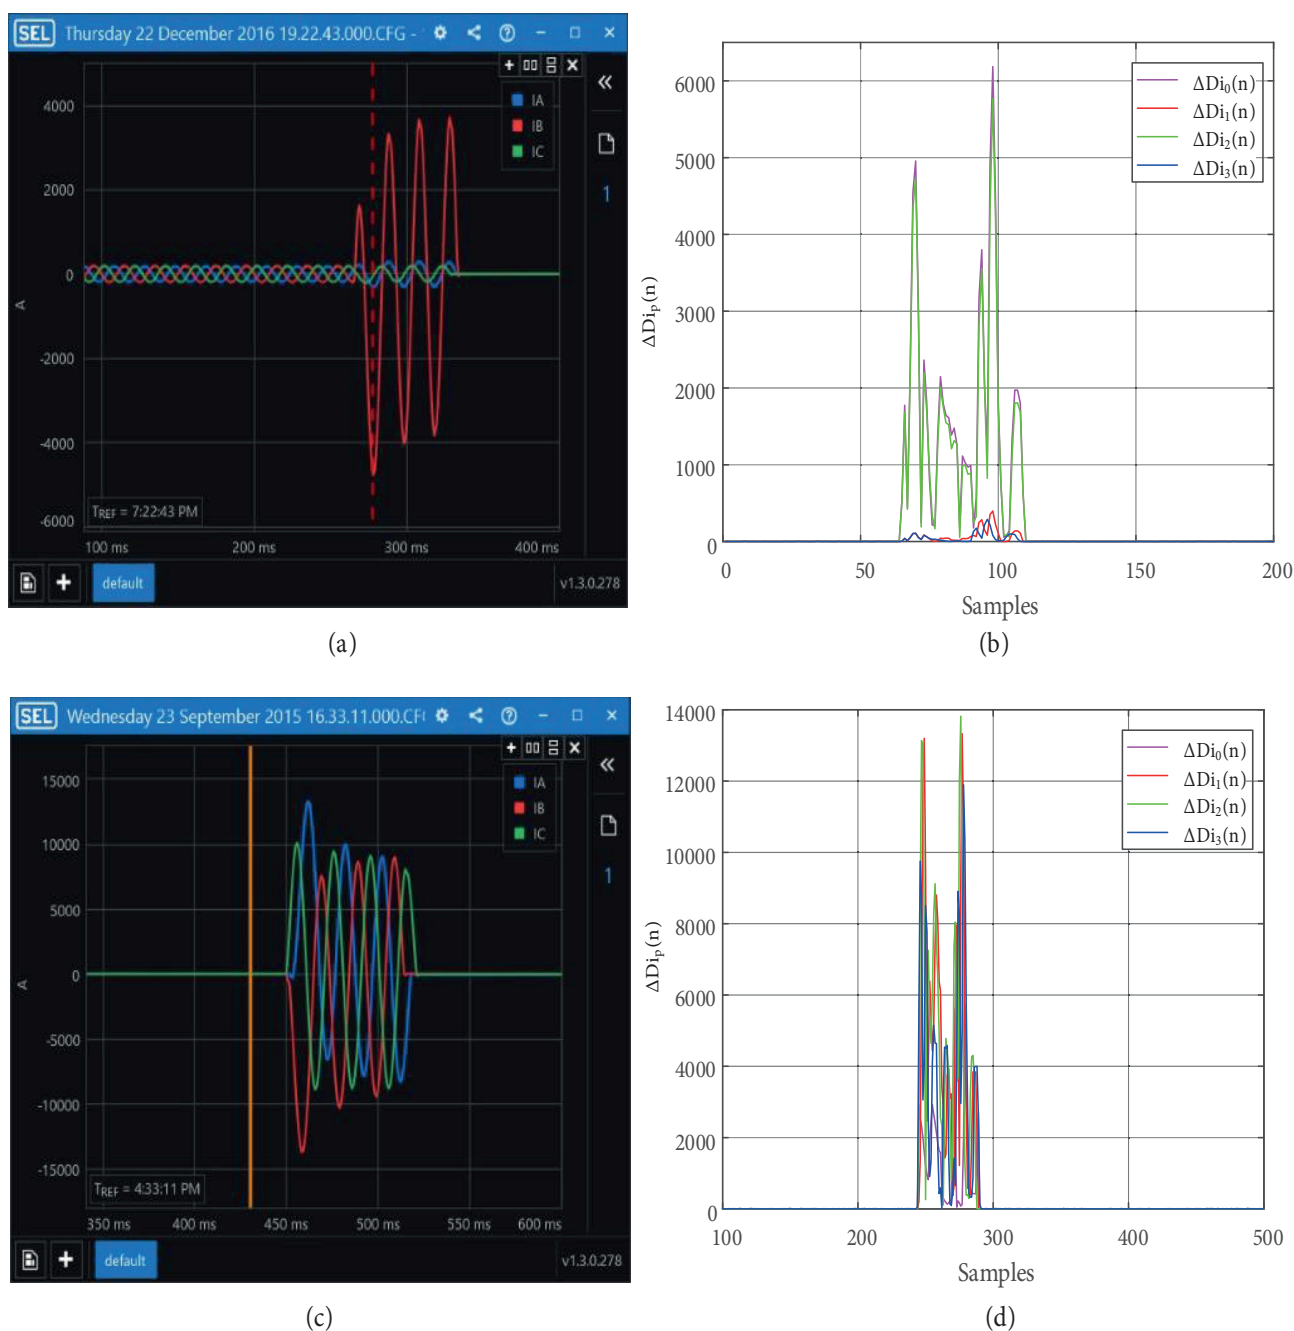 SEL Thursday 22 December 2016 19.22.43.000.CFG -
IA
IB
IC
1
4000
2000
0
-2000
-4000
-6000
A
TREF = 7:22:43 PM
100 ms 200 ms 300 ms 400 ms
default
v1.3.0.278
(a)
ΔDi₀(n)
ΔDi₁(n)
ΔDi₂(n)
ΔDi₃(n)
6000
5000
4000
3000
2000
1000
0
ΔDiₚ(n)
0 50 100 150 200
Samples
(b)
SEL Wednesday 23 September 2015 16.33.11.000.CF
IA
IB
IC
1
15000
10000
5000
0
-5000
-10000
-15000
A
TREF = 4:33:11 PM
350 ms 400 ms 450 ms 500 ms 550 ms 600 ms
default
v1.3.0.278
(c)
ΔDi₀(n)
ΔDi₁(n)
ΔDi₂(n)
ΔDi₃(n)
14000
12000
10000
8000
6000
4000
2000
0
ΔDiₚ(n)
100 200 300 400 500
Samples
(d)